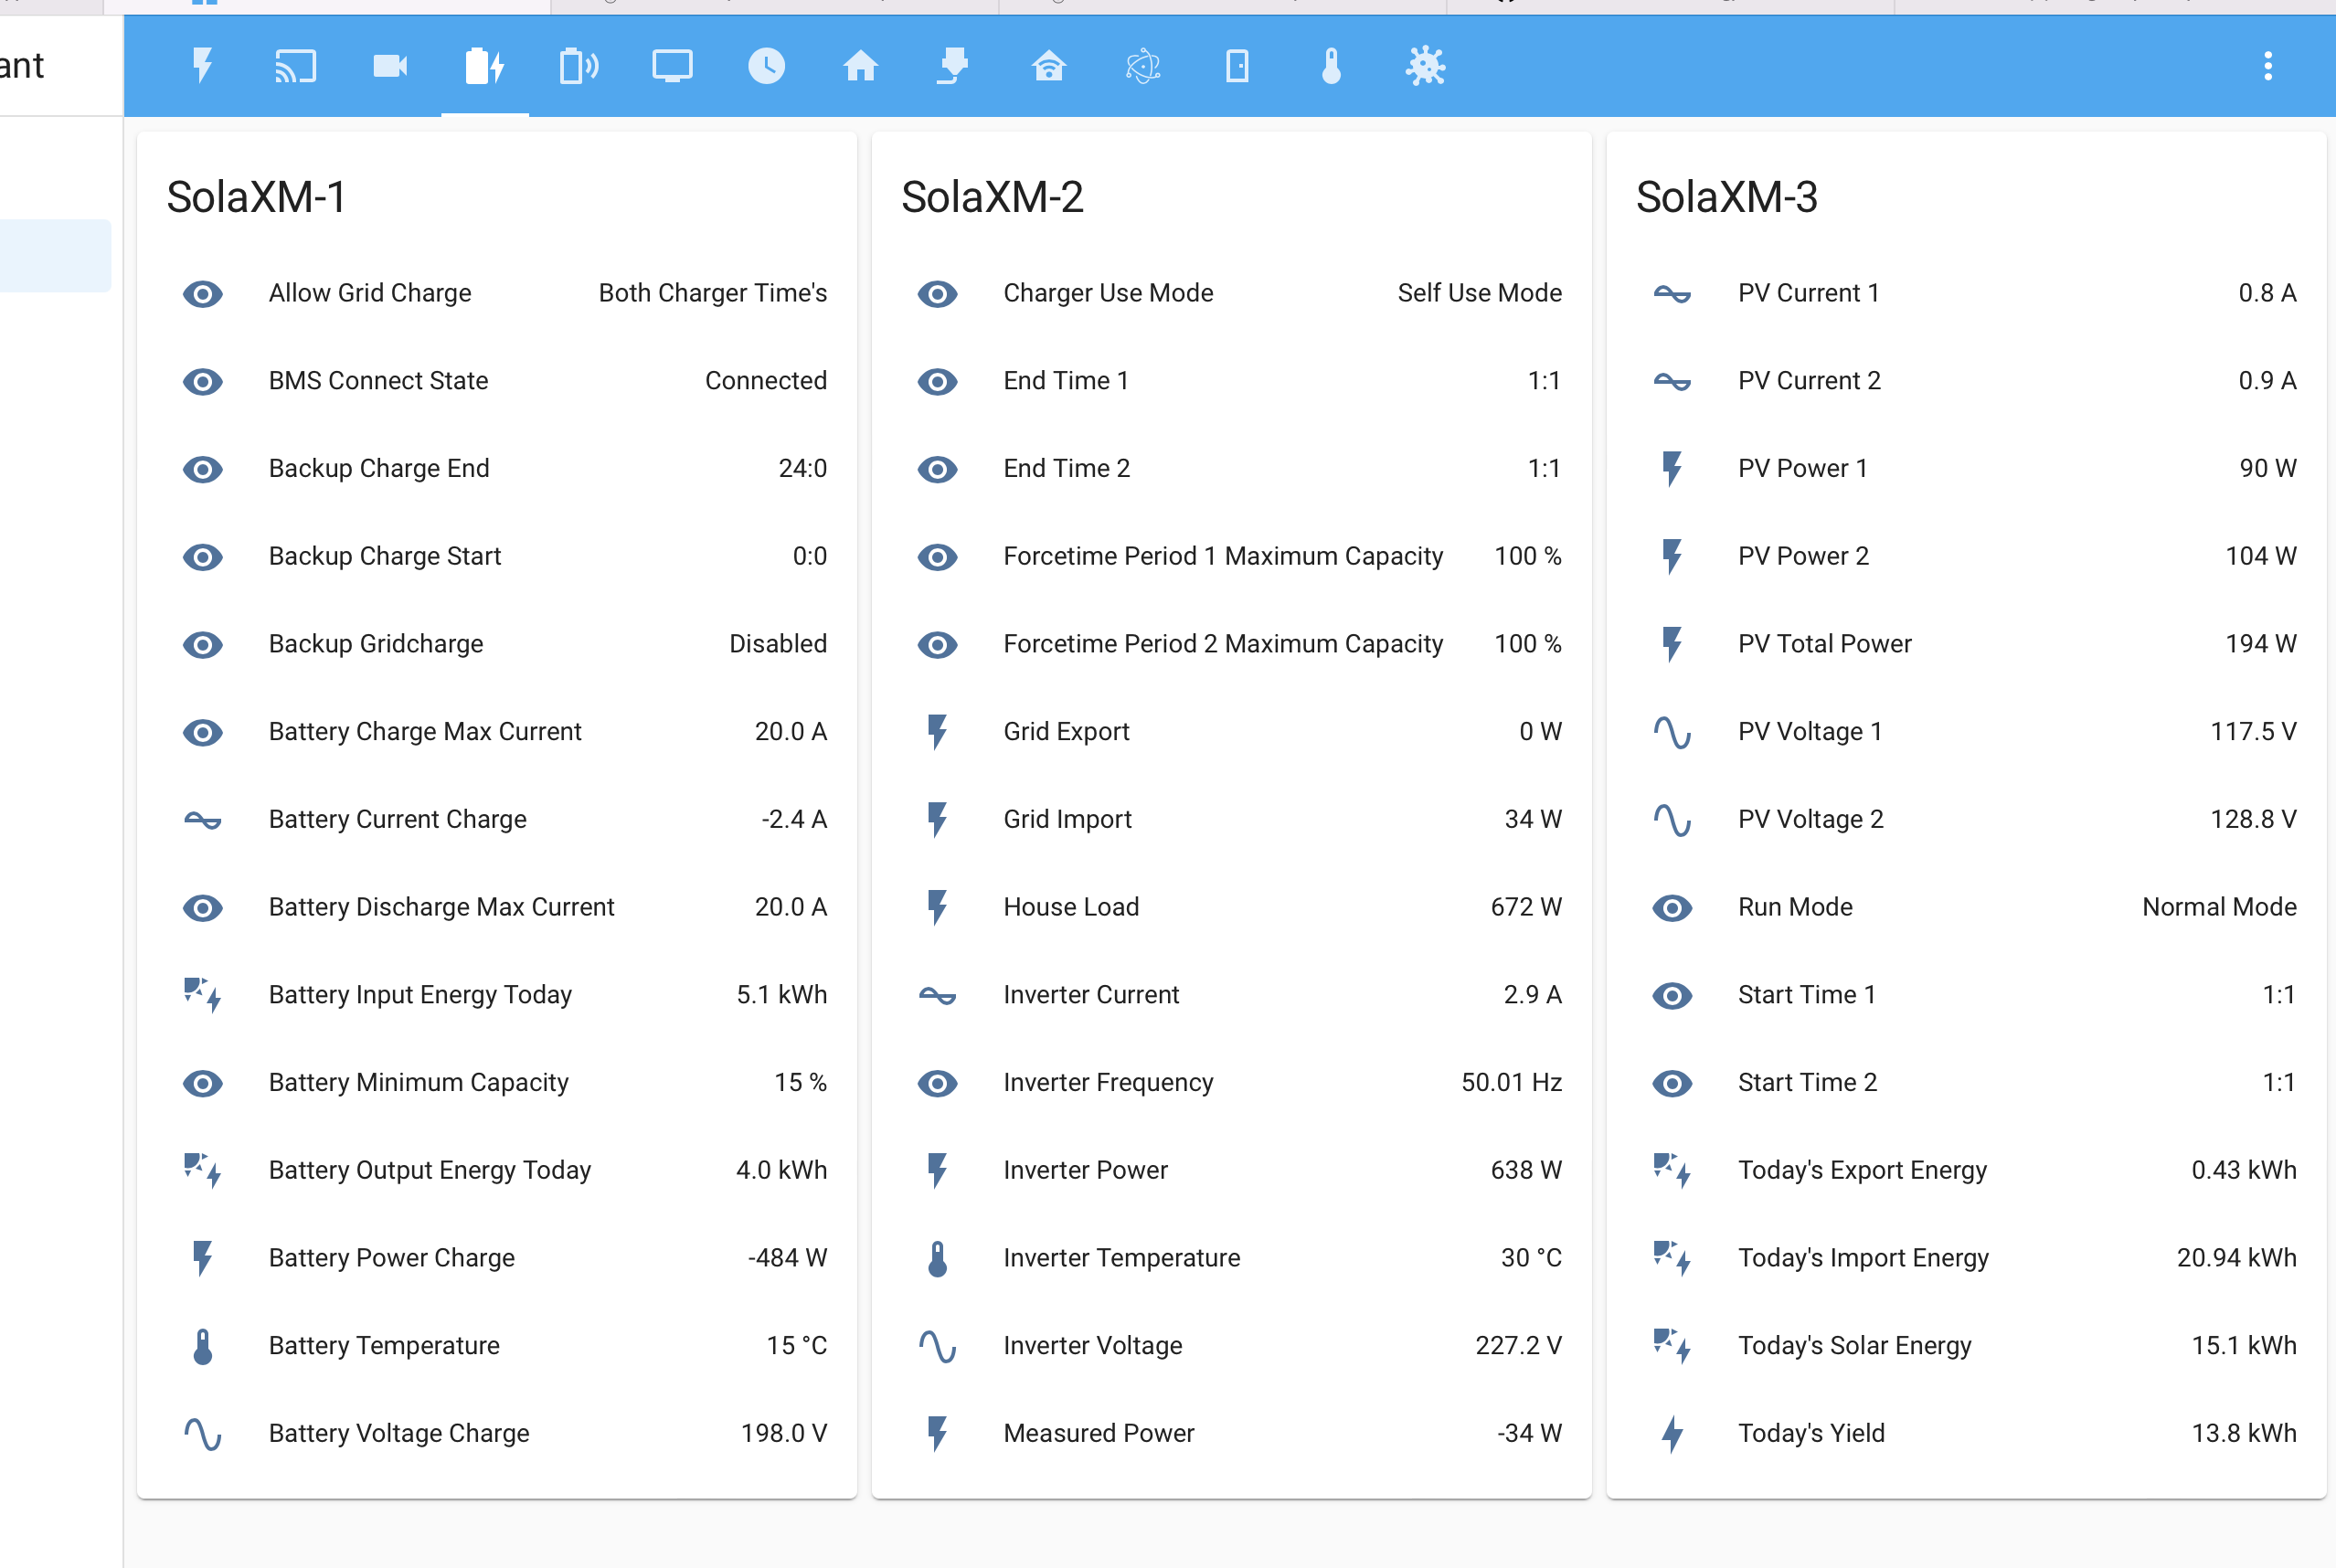 ant
SolaXM-1
Allow Grid Charge Both Charger Time's
BMS Connect State Connected
Backup Charge End 24:0
Backup Charge Start 0:0
Backup Gridcharge Disabled
Battery Charge Max Current 20.0 A
Battery Current Charge -2.4 A
Battery Discharge Max Current 20.0 A
Battery Input Energy Today 5.1 kWh
Battery Minimum Capacity 15 %
Battery Output Energy Today 4.0 kWh
Battery Power Charge -484 W
Battery Temperature 15 °C
Battery Voltage Charge 198.0 V
SolaXM-2
Charger Use Mode Self Use Mode
End Time 1 1:1
End Time 2 1:1
Forcetime Period 1 Maximum Capacity 100 %
Forcetime Period 2 Maximum Capacity 100 %
Grid Export 0 W
Grid Import 34 W
House Load 672 W
Inverter Current 2.9 A
Inverter Frequency 50.01 Hz
Inverter Power 638 W
Inverter Temperature 30 °C
Inverter Voltage 227.2 V
Measured Power -34 W
SolaXM-3
PV Current 1 0.8 A
PV Current 2 0.9 A
PV Power 1 90 W
PV Power 2 104 W
PV Total Power 194 W
PV Voltage 1 117.5 V
PV Voltage 2 128.8 V
Run Mode Normal Mode
Start Time 1 1:1
Start Time 2 1:1
Today's Export Energy 0.43 kWh
Today's Import Energy 20.94 kWh
Today's Solar Energy 15.1 kWh
Today's Yield 13.8 kWh